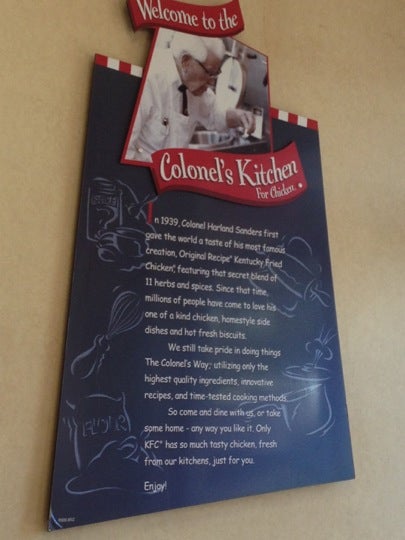 Welcome to the
Colonel's Kitchen
For Chicken.
In 1939, Colonel Harland Sanders first
gave the world a taste of his most famous
creation, Original Recipe® Kentucky Fried
Chicken®, featuring that secret blend of
11 herbs and spices. Since that time,
millions of people have come to love his
one of a kind chicken, homestyle side
dishes and hot fresh biscuits.
We still take pride in doing things
The Colonel's Way; utilizing only the
highest quality ingredients, innovative
recipes, and time-tested cooking methods.
So come and dine with us, or take
some home - any way you like it. Only
KFC® has so much tasty chicken, fresh
from our kitchens, just for you.
Enjoy!
FLOUR